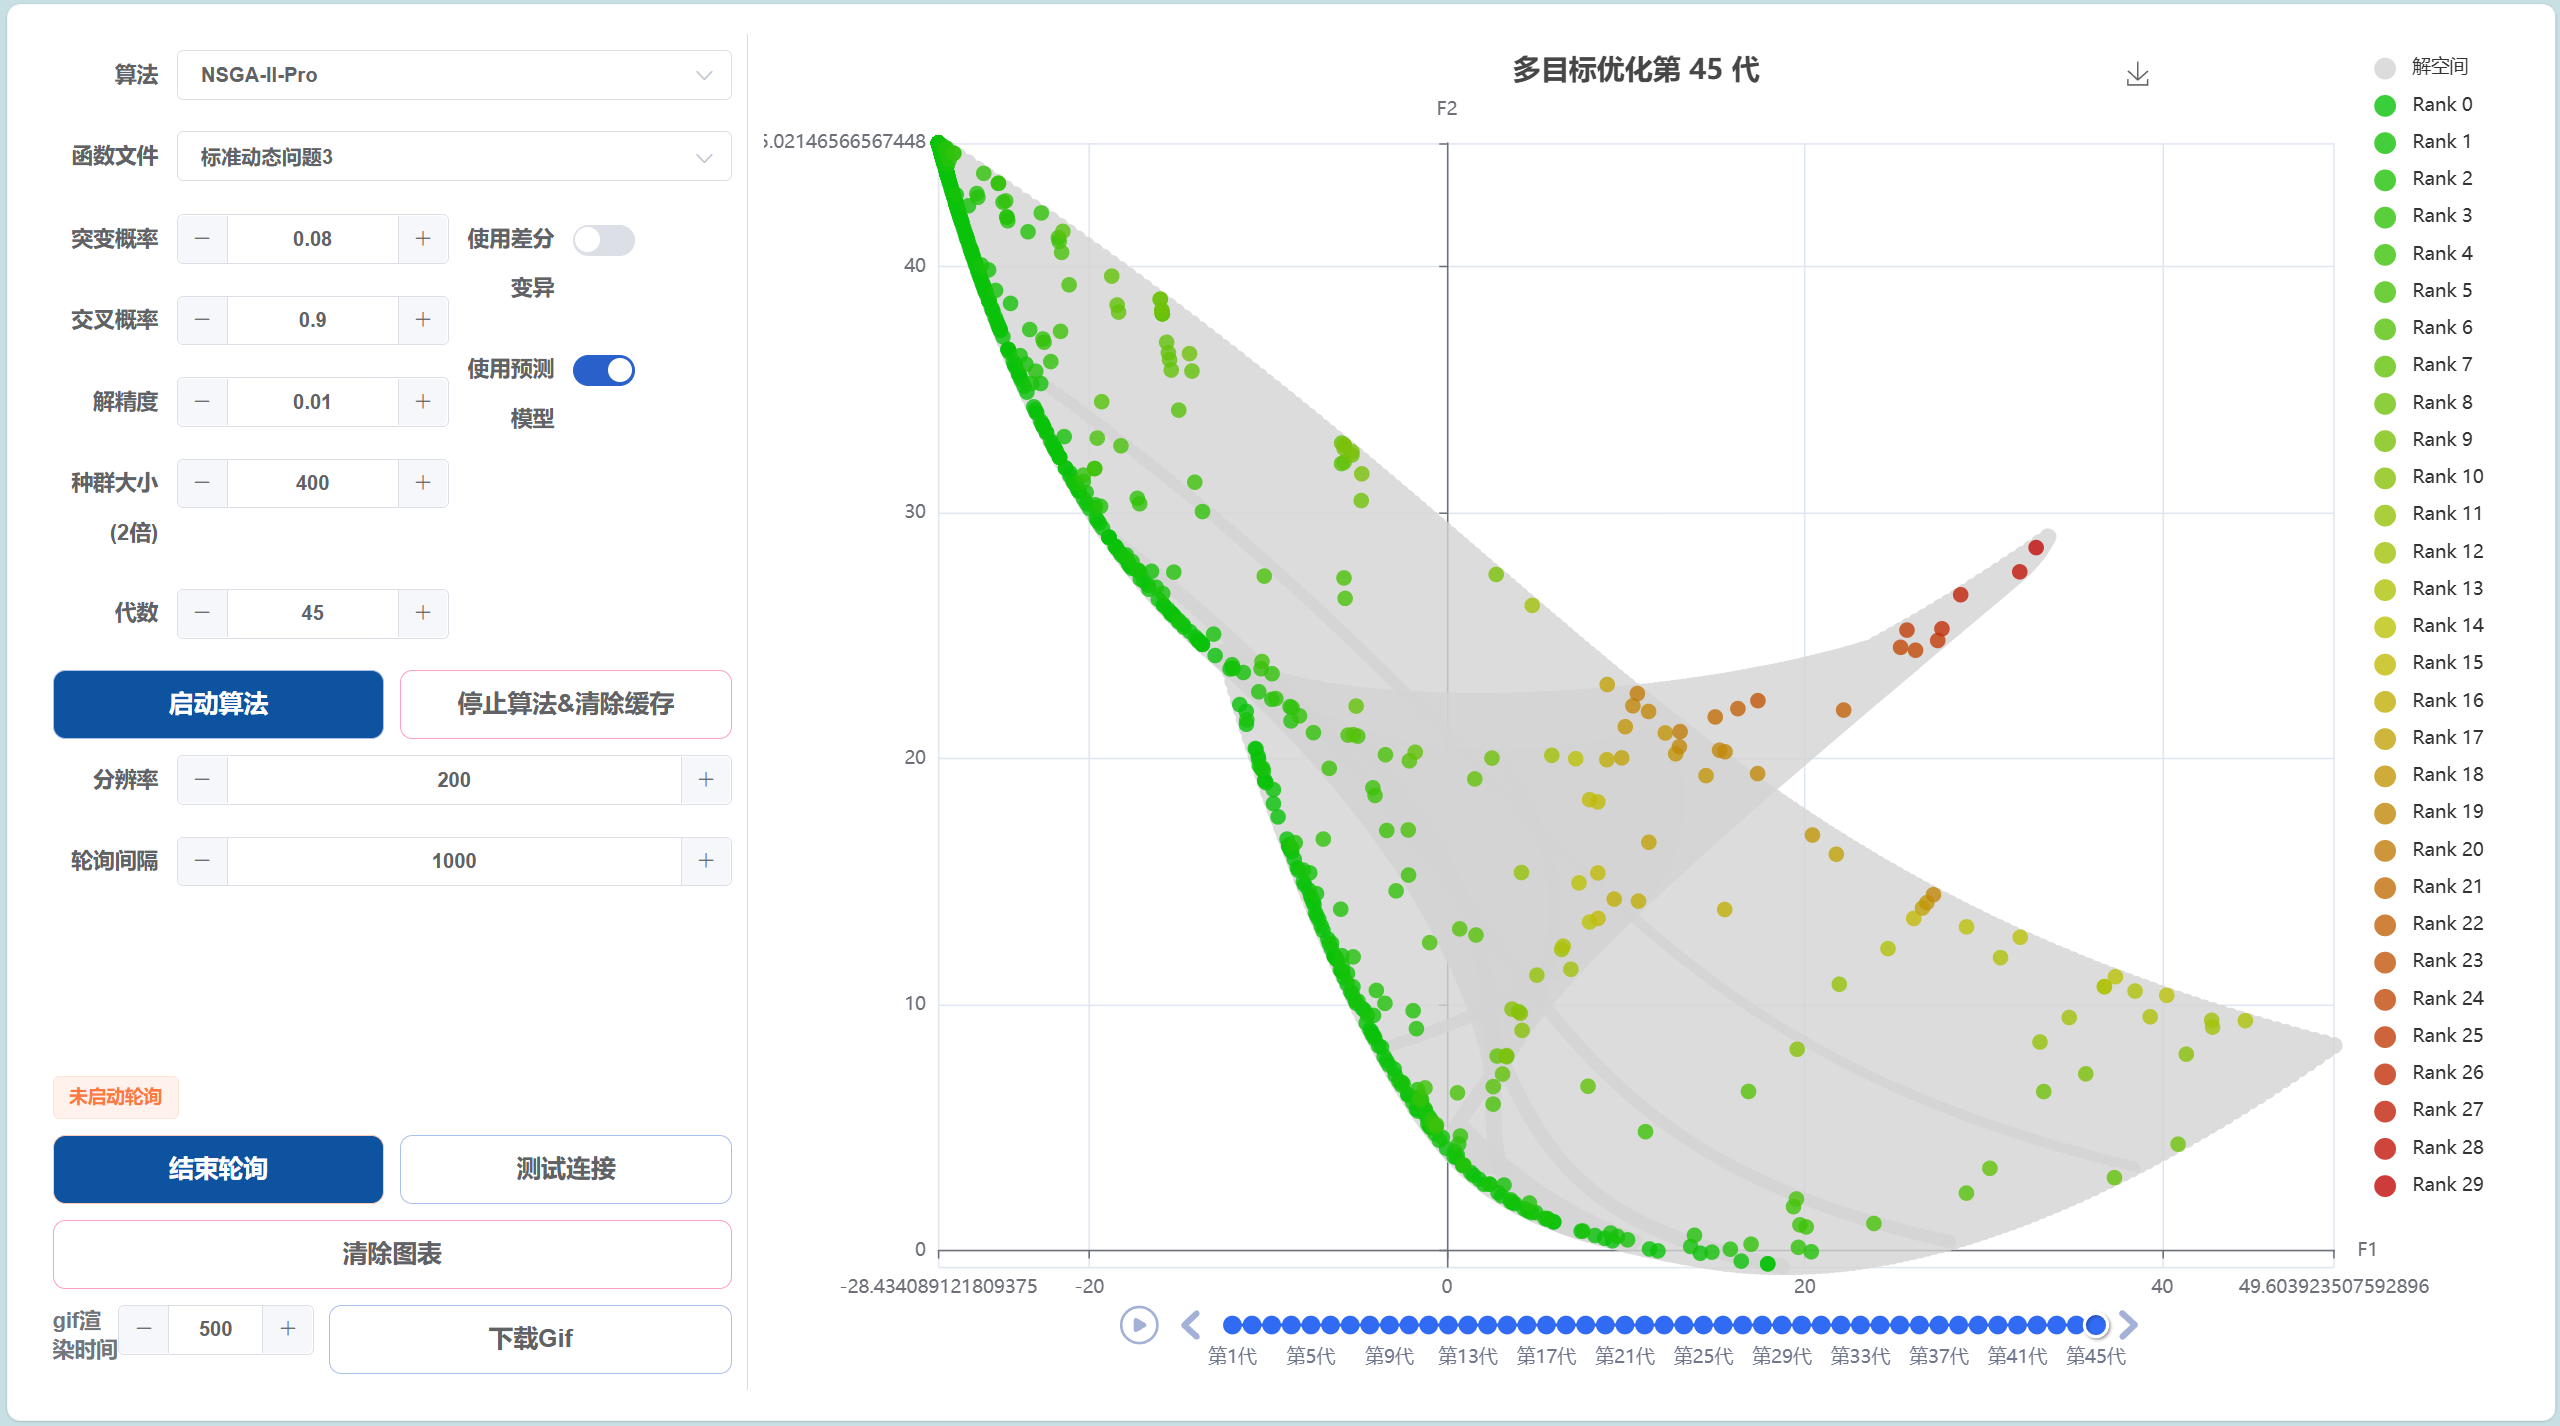 算法
NSGA-II-Pro
函数文件
标准动态问题3
突变概率
0.08
使用差分
变异
交叉概率
0.9
使用预测
模型
解精度
0.01
种群大小
(2倍)
400
代数
45
启动算法
停止算法&清除缓存
分辨率
200
轮询间隔
1000
未启动轮询
结束轮询
测试连接
清除图表
gif渲
染时间
500
下载Gif
多目标优化第 45 代
F2
5.02146566567448
40
30
20
10
0
F1
-28.434089121809375
-20
0
20
40
49.603923507592896
第1代
第5代
第9代
第13代
第17代
第21代
第25代
第29代
第33代
第37代
第41代
第45代
解空间
Rank 0
Rank 1
Rank 2
Rank 3
Rank 4
Rank 5
Rank 6
Rank 7
Rank 8
Rank 9
Rank 10
Rank 11
Rank 12
Rank 13
Rank 14
Rank 15
Rank 16
Rank 17
Rank 18
Rank 19
Rank 20
Rank 21
Rank 22
Rank 23
Rank 24
Rank 25
Rank 26
Rank 27
Rank 28
Rank 29